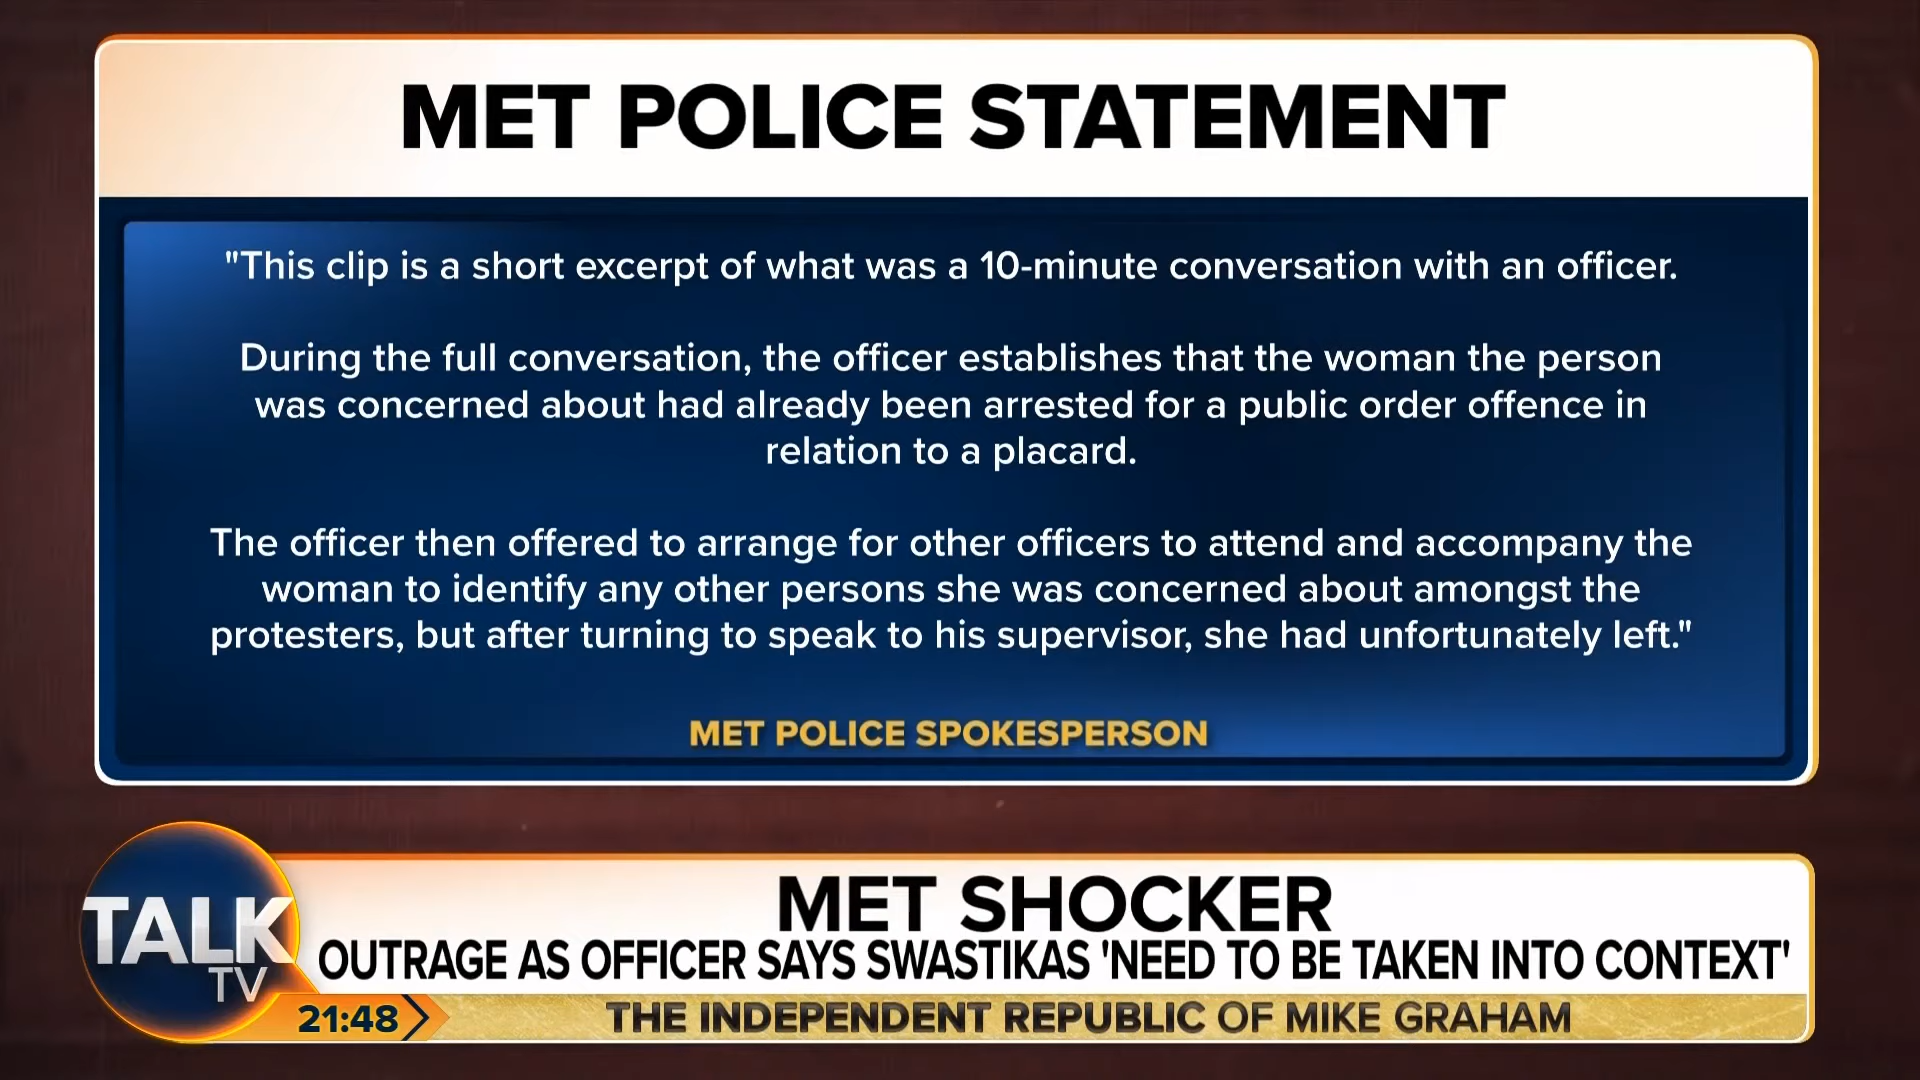 MET POLICE STATEMENT
"This clip is a short excerpt of what was a 10-minute conversation with an officer.
During the full conversation, the officer establishes that the woman the person
was concerned about had already been arrested for a public order offence in
relation to a placard.
The officer then offered to arrange for other officers to attend and accompany the
woman to identify any other persons she was concerned about amongst the
protesters, but after turning to speak to his supervisor, she had unfortunately left."
MET POLICE SPOKESPERSON
MET SHOCKER
OUTRAGE AS OFFICER SAYS SWASTIKAS 'NEED TO BE TAKEN INTO CONTEXT'
TALK
TV
21:48
THE INDEPENDENT REPUBLIC OF MIKE GRAHAM